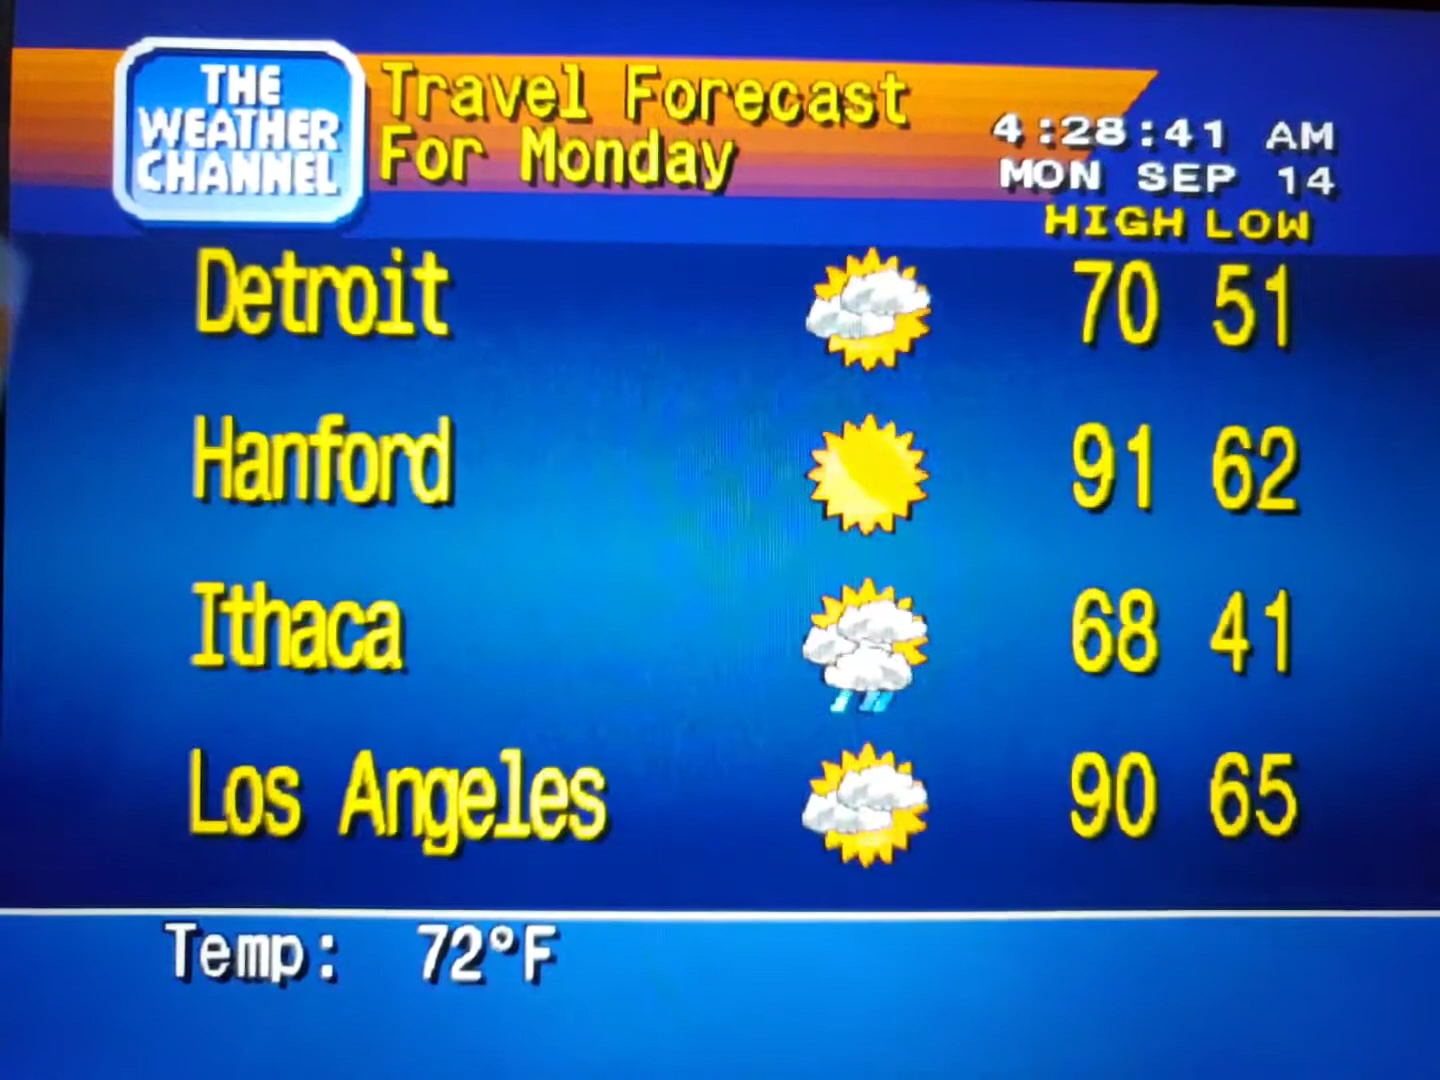 THE
WEATHER
CHANNEL
Travel Forecast
For Monday
4:28:41 AM
MON SEP 14
HIGH LOW
Detroit 70 51
Hanford 91 62
Ithaca 68 41
Los Angeles 90 65
Temp: 72°F